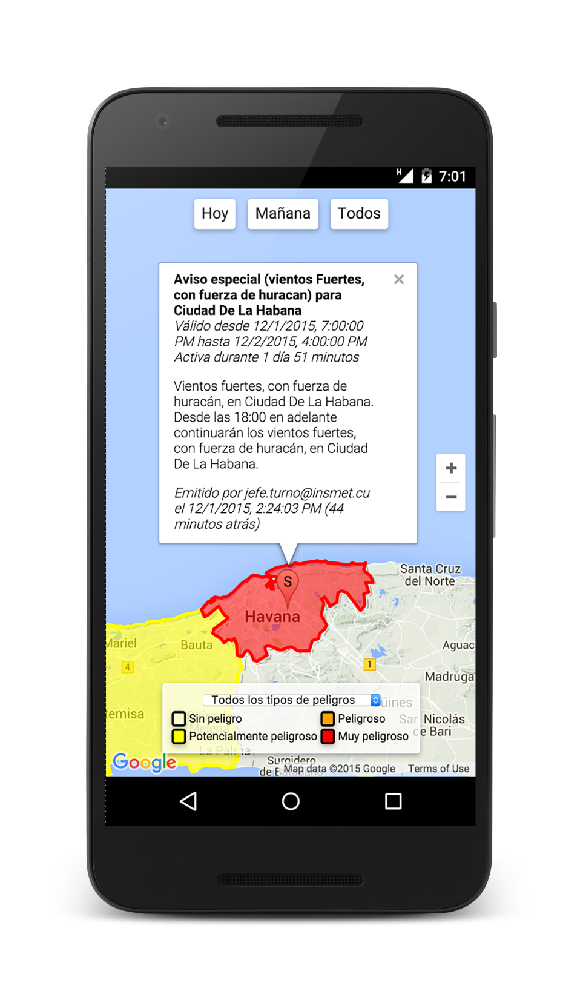 H 7:01
Hoy Mañana Todos
Aviso especial (vientos Fuertes,
con fuerza de huracan) para
Ciudad De La Habana
Válido desde 12/1/2015, 7:00:00
PM hasta 12/2/2015, 4:00:00 PM
Activa durante 1 día 51 minutos
Vientos fuertes, con fuerza de
huracán, en Ciudad De La Habana.
Desde las 18:00 en adelante
continuarán los vientos fuertes,
con fuerza de huracán, en Ciudad
De La Habana.
Emitido por jefe.turno@insmet.cu
el 12/1/2015, 2:24:03 PM (44
minutos atrás)
+
−
Santa Cruz
del Norte
S
Havana
Mariel
Bauta
Aguac
4
1
Madruga
Todos los tipos de peligros
üines
temisa
Sin peligro
Peligroso
San Nicolás
de Bari
Melena
Potencialmente peligroso
Muy peligroso
La Palma
Google
Surgidero
de Batabanó
Map data ©2015 Google
Terms of Use